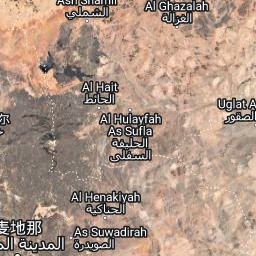 Ash Shamli
الشملي
Al Ghazalah
الغزالة
Al Hait
الحائط
Uglat A
الصقور
Al Hulayfah
As Sufla
الحليفة
السفلى
Al Henakiyah
الحناكية
麦地那
المدينة الم
As Suwadirah
الصويدرة